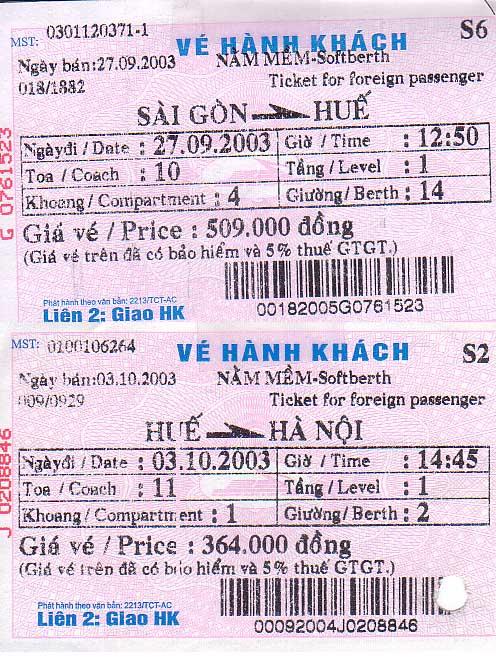 MST: 0301120371-1
VÉ HÀNH KHÁCH S6
Ngày bán:27.09.2003 NẰM MỀM-Softberth
018/1882 Ticket for foreign passenger
SÀI GÒN HUẾ
G 0761523
Ngàyđi / Date : 27.09.2003 Giờ / Time : 12:50
Toa / Coach : 10 Tầng / Level : 1
Khoang / Compartment : 4 Giường/ Berth : 14
Giá vé / Price : 509.000 đồng
(Giá vé trên đã có bảo hiểm và 5% thuế GTGT.)
Phát hành theo văn bản: 2213/TCT-AC
Liên 2: Giao HK
00182005G0761523
MST: 0100106264
VÉ HÀNH KHÁCH S2
Ngày bán:03.10.2003 NẰM MỀM-Softberth
009/0929 Ticket for foreign passenger
HUẾ HÀ NỘI
J 0208846
Ngàyđi / Date : 03.10.2003 Giờ / Time : 14:45
Toa / Coach : 11 Tầng / Level : 1
Khoang / Compartment : 1 Giường/ Berth : 2
Giá vé / Price : 364.000 đồng
(Giá vé trên đã có bảo hiểm và 5% thuế GTGT.)
Phát hành theo văn bản: 2213/TCT-AC
Liên 2: Giao HK
00092004J0208846